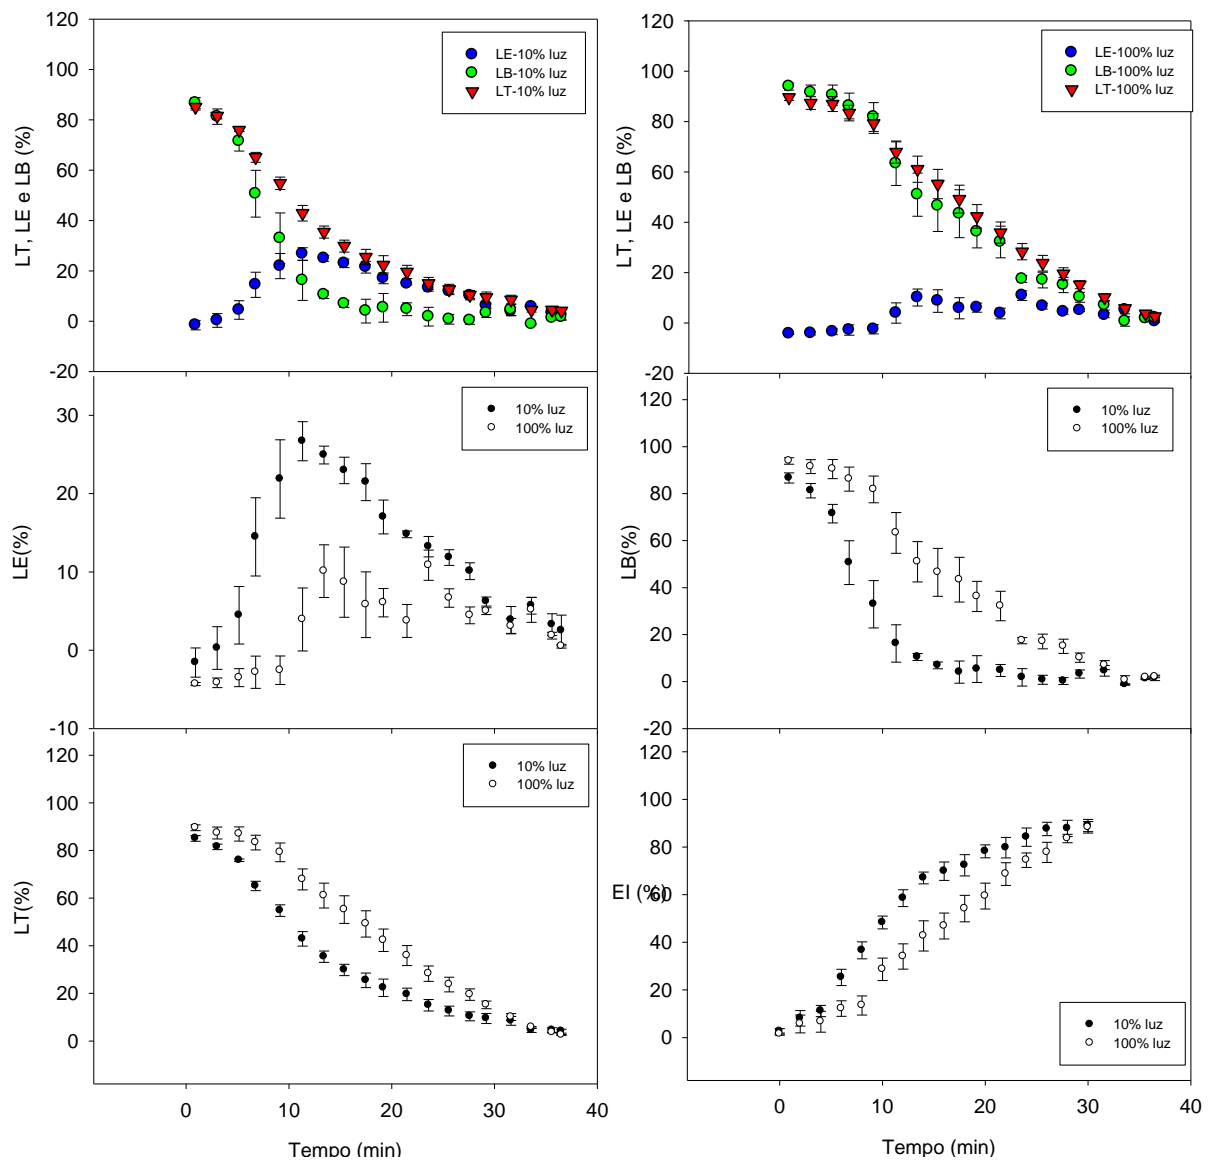 120
100
80
60
40
20
0
-20
LT, LE e LB (%)
LE-10% luz
LB-10% luz
LT-10% luz
120
100
80
60
40
20
0
-20
LT, LE e LB (%)
LE-100% luz
LB-100% luz
LT-100% luz
30
20
10
0
-10
LE(%)
10% luz
100% luz
120
100
80
60
40
20
0
-20
LB(%)
10% luz
100% luz
120
100
80
60
40
20
0
LT(%)
10% luz
100% luz
0 10 20 30 40
Tempo (min)
120
100
80
60
40
20
0
EI (%)
10% luz
100% luz
0 10 20 30 40
Tempo (min)